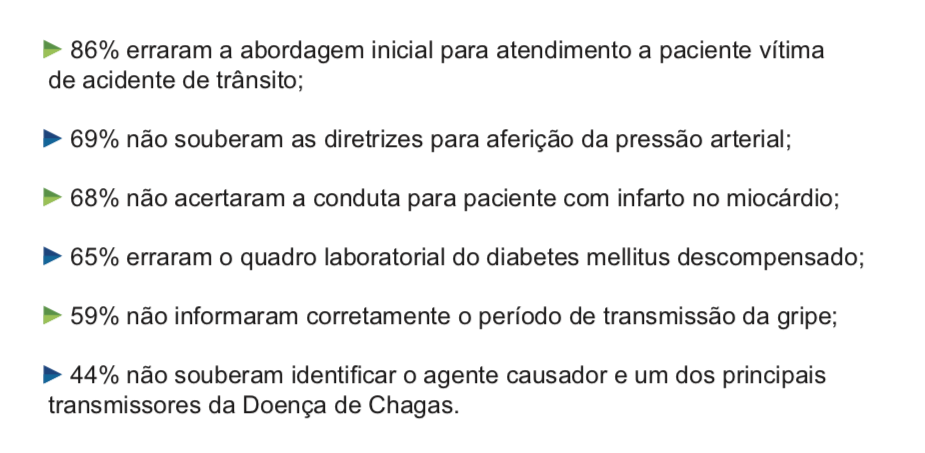 86% erraram a abordagem inicial para atendimento a paciente vítima
de acidente de trânsito;
69% não souberam as diretrizes para aferição da pressão arterial;
68% não acertaram a conduta para paciente com infarto no miocárdio;
65% erraram o quadro laboratorial do diabetes mellitus descompensado;
59% não informaram corretamente o período de transmissão da gripe;
44% não souberam identificar o agente causador e um dos principais
transmissores da Doença de Chagas.